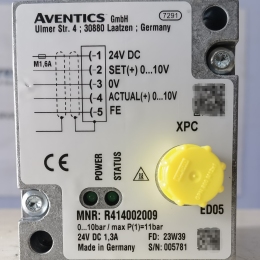 AVENTICS GmbH 7291
Ulmer Str. 4 ; 30880 Laatzen ; Germany
M1,6A
1 24V DC
2 SET(+) 0...10V
3 0V
4 ACTUAL(+) 0...10V
5 FE
XPC
CE
POWER
STATUS
ED05
MNR: R414002009
0...10bar / max P(1)=11bar
24V DC 1,3A FD: 23W39
Made in Germany S/N: 005781